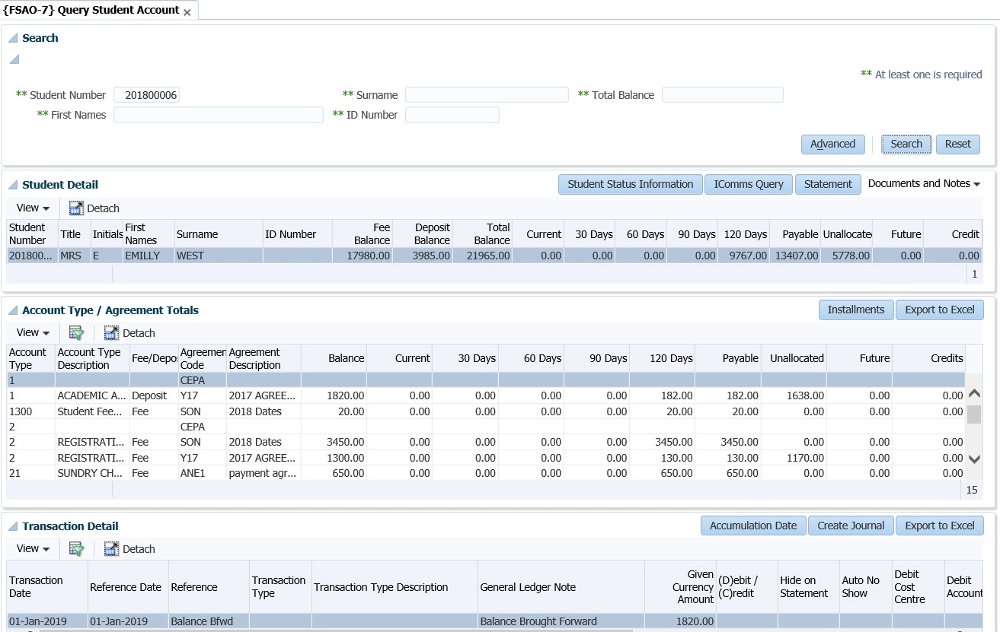 {FSAO-7} Query Student Account ×
Search
** At least one is required
** Student Number 201800006 ** Surname ** Total Balance
** First Names ** ID Number
Advanced Search Reset
Student Detail Student Status Information IComms Query Statement Documents and Notes
View Detach
Student Number Title Initials First Names Surname ID Number Fee Balance Deposit Balance Total Balance Current 30 Days 60 Days 90 Days 120 Days Payable Unallocate Future Credit
201800... MRS E EMILLY WEST 17980.00 3985.00 21965.00 0.00 0.00 0.00 0.00 9767.00 13407.00 5778.00 0.00 0.00
1
Account Type / Agreement Totals Installments Export to Excel
View Detach
Account Type Account Type Description Fee/Depo Agreemen Code Agreement Description Balance Current 30 Days 60 Days 90 Days 120 Days Payable Unallocated Future Credits
1 CEPA
1 ACADEMIC A... Deposit Y17 2017 AGREE... 1820.00 0.00 0.00 0.00 0.00 182.00 182.00 1638.00 0.00 0.00
1300 Student Fee... Fee SON 2018 Dates 20.00 0.00 0.00 0.00 0.00 20.00 20.00 0.00 0.00 0.00
2 CEPA
2 REGISTRATI... Fee SON 2018 Dates 3450.00 0.00 0.00 0.00 0.00 3450.00 3450.00 0.00 0.00 0.00
2 REGISTRATI... Fee Y17 2017 AGREE... 1300.00 0.00 0.00 0.00 0.00 130.00 130.00 1170.00 0.00 0.00
21 SUNDRY CH... Fee ANE1 payment agr... 650.00 0.00 0.00 0.00 0.00 650.00 650.00 0.00 0.00 0.00
15
Transaction Detail Accumulation Date Create Journal Export to Excel
View Detach
Transaction Date Reference Date Reference Transaction Type Transaction Type Description General Ledger Note Given Currency Amount (D)ebit / (C)redit Hide on Statement Auto No Show Debit Cost Centre Debit Account
01-Jan-2019 01-Jan-2019 Balance Bfwd Balance Brought Forward 1820.00